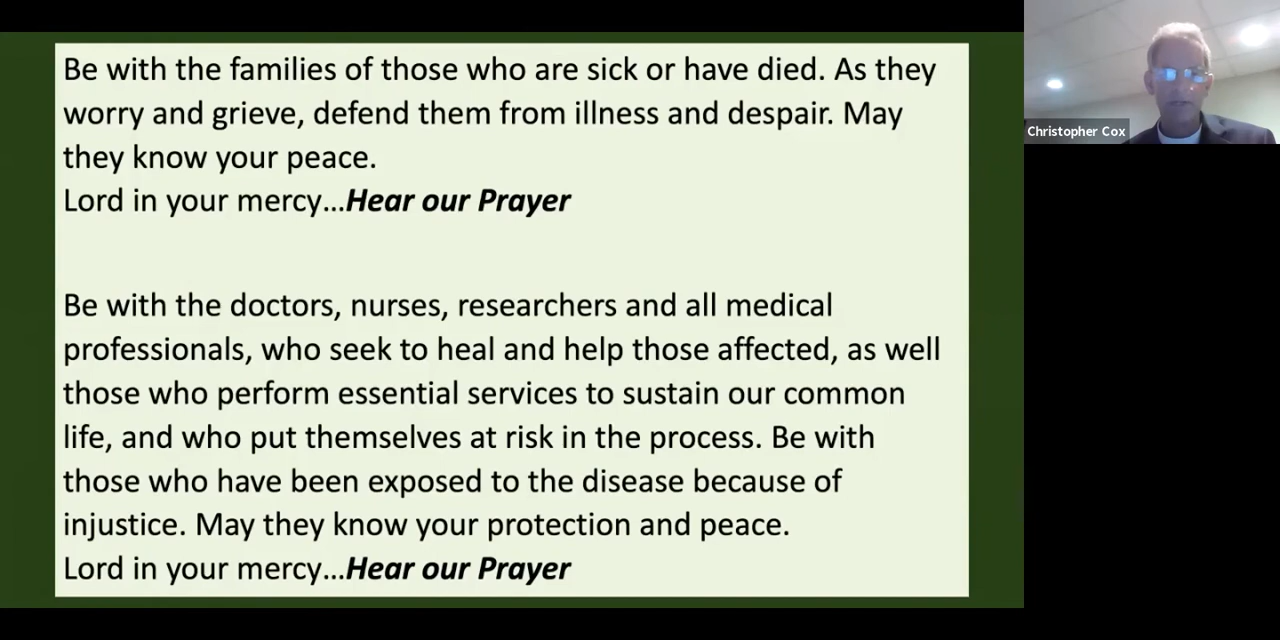 Be with the families of those who are sick or have died. As they
worry and grieve, defend them from illness and despair. May
they know your peace.
Lord in your mercy...Hear our Prayer
Be with the doctors, nurses, researchers and all medical
professionals, who seek to heal and help those affected, as well
those who perform essential services to sustain our common
life, and who put themselves at risk in the process. Be with
those who have been exposed to the disease because of
injustice. May they know your protection and peace.
Lord in your mercy...Hear our Prayer
Christopher Cox